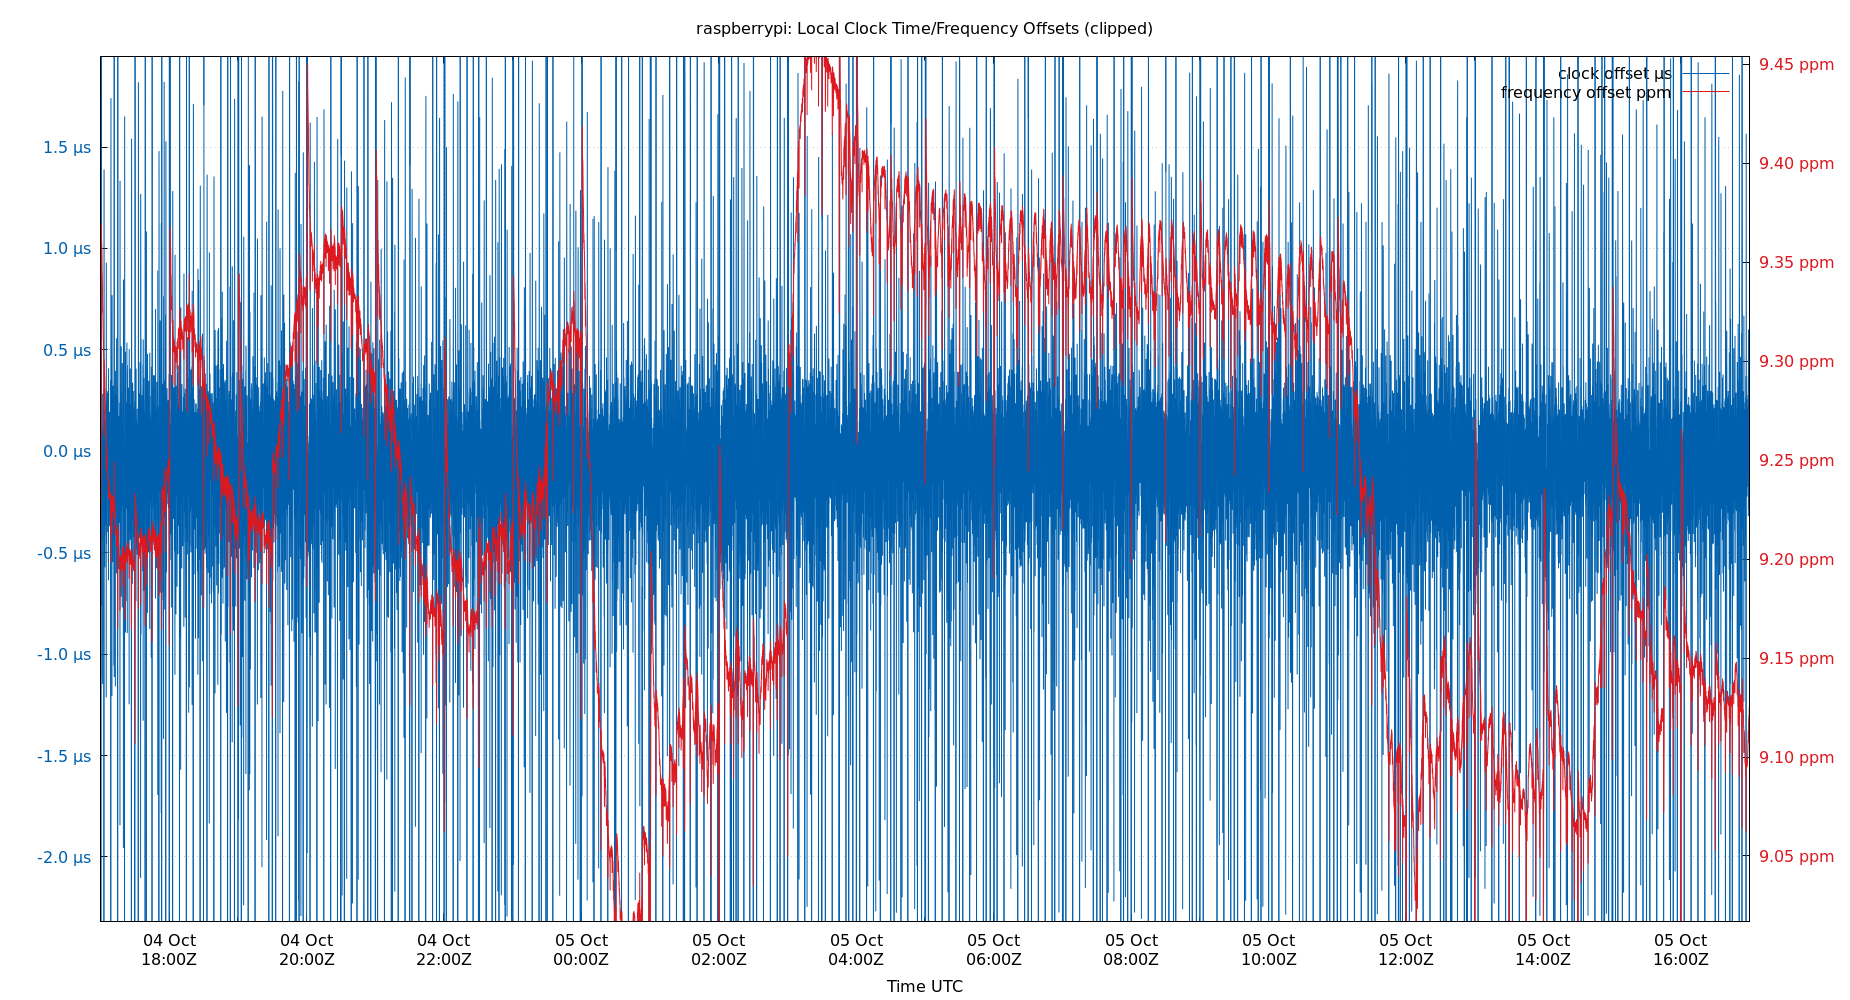 raspberrypi: Local Clock Time/Frequency Offsets (clipped)
clock offset µs
frequency offset ppm
1.5 µs
1.0 µs
0.5 µs
0.0 µs
-0.5 µs
-1.0 µs
-1.5 µs
-2.0 µs
9.45 ppm
9.40 ppm
9.35 ppm
9.30 ppm
9.25 ppm
9.20 ppm
9.15 ppm
9.10 ppm
9.05 ppm
04 Oct 04 Oct 04 Oct 05 Oct 05 Oct 05 Oct 05 Oct 05 Oct 05 Oct 05 Oct 05 Oct 05 Oct
18:00Z 20:00Z 22:00Z 00:00Z 02:00Z 04:00Z 06:00Z 08:00Z 10:00Z 12:00Z 14:00Z 16:00Z
Time UTC